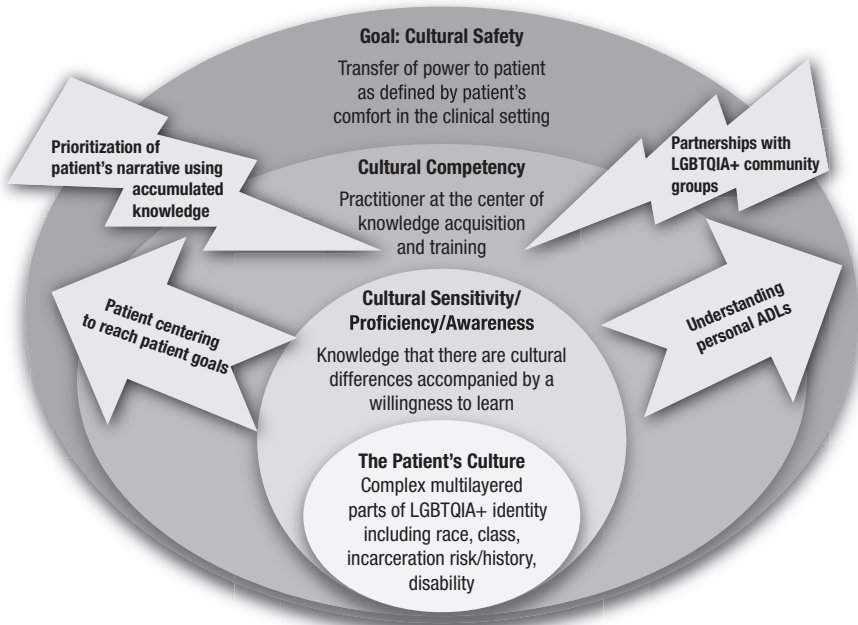 Goal: Cultural Safety
Transfer of power to patient
as defined by patient's
comfort in the clinical setting
Prioritization of
patient's narrative using
accumulated
knowledge
Partnerships with
LGBTQIA+ community
groups
Cultural Competency
Practitioner at the center of
knowledge acquisition
and training
Patient centering
to reach patient goals
Understanding
personal ADLs
Cultural Sensitivity/
Proficiency/Awareness
Knowledge that there are cultural
differences accompanied by a
willingness to learn
The Patient's Culture
Complex multilayered
parts of LGBTQIA+ identity
including race, class,
incarceration risk/history,
disability